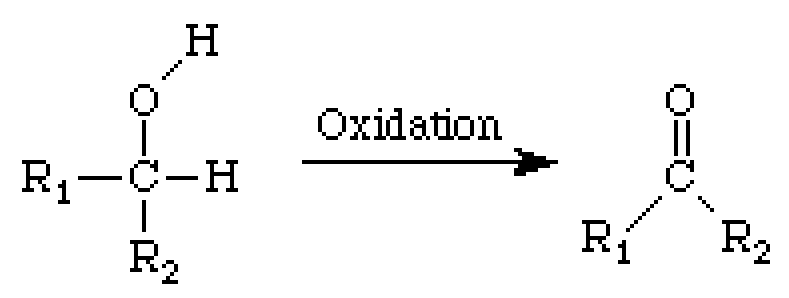 H
O
Oxidation
O
R₁ C H
C
R₂
R₁ R₂